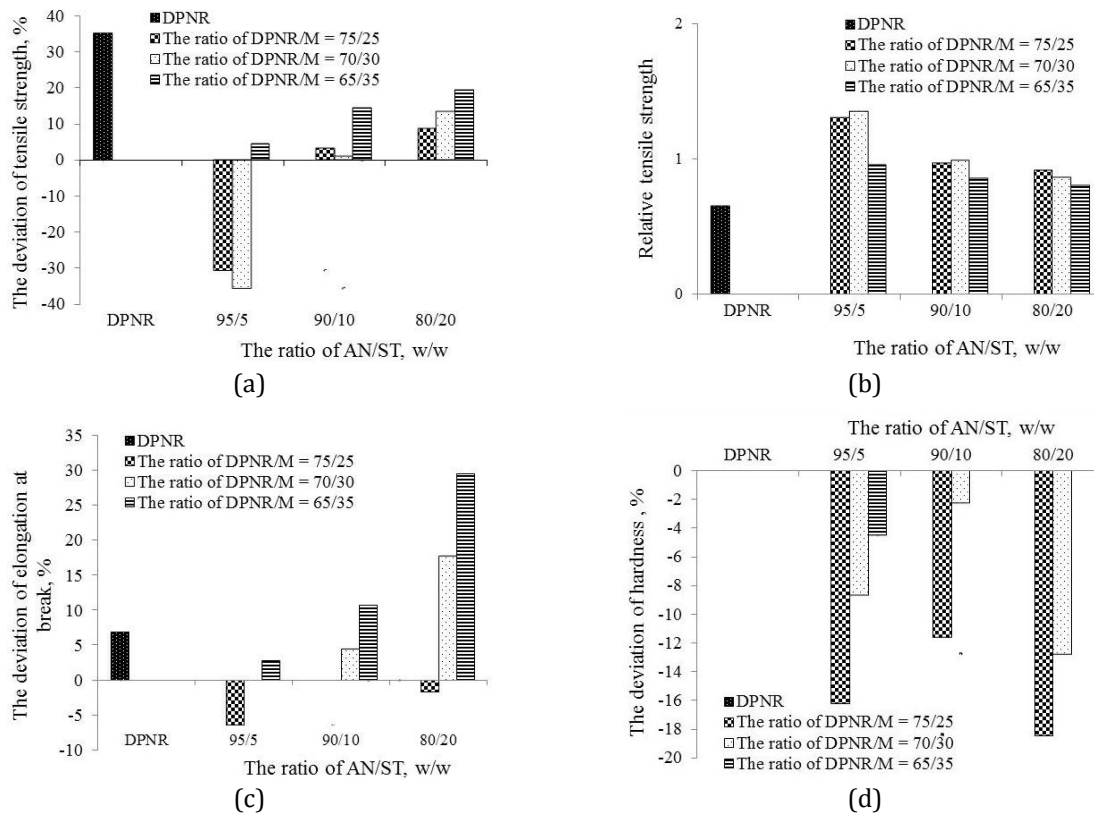 The deviation of tensile strength, %
40
30
20
10
0
-10
-20
-30
-40
DPNR
The ratio of DPNR/M = 75/25
The ratio of DPNR/M = 70/30
The ratio of DPNR/M = 65/35
DPNR 95/5 90/10 80/20
The ratio of AN/ST, w/w
(a)
Relative tensile strength
2
1
0
DPNR
The ratio of DPNR/M = 75/25
The ratio of DPNR/M = 70/30
The ratio of DPNR/M = 65/35
DPNR 95/5 90/10 80/20
The ratio of AN/ST, w/w
(b)
The deviation of elongation at
break, %
35
30
25
20
15
10
5
0
-5
-10
DPNR
The ratio of DPNR/M = 75/25
The ratio of DPNR/M = 70/30
The ratio of DPNR/M = 65/35
DPNR 95/5 90/10 80/20
The ratio of AN/ST, w/w
(c)
The ratio of AN/ST, w/w
DPNR 95/5 90/10 80/20
The deviation of hardness , %
0
-2
-4
-6
-8
-10
-12
-14
-16
-18
-20
DPNR
The ratio of DPNR/M = 75/25
The ratio of DPNR/M = 70/30
The ratio of DPNR/M = 65/35
(d)